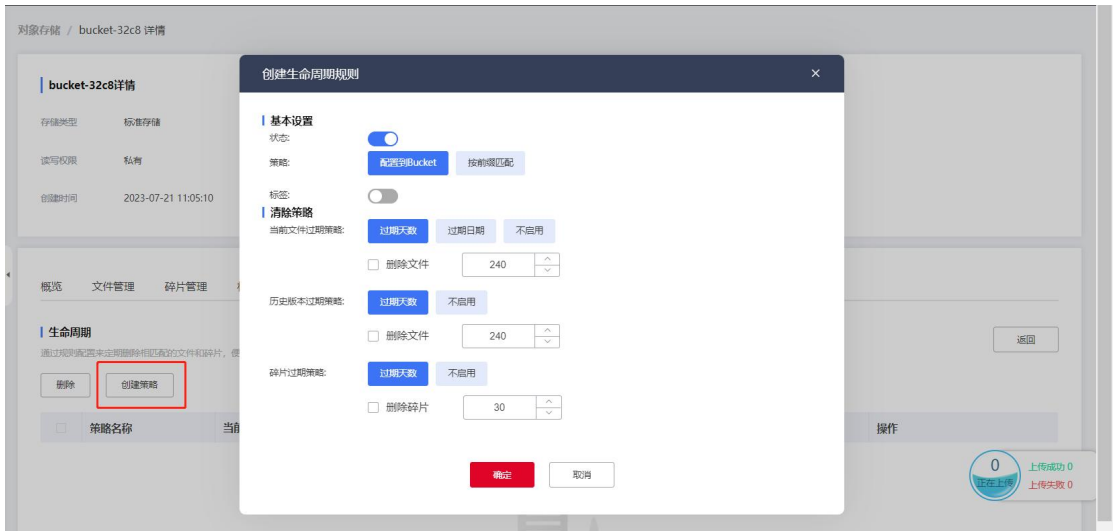 对象存储 / bucket-32c8 详情
bucket-32c8详情
存储类型 标准存储
读写权限 私有
创建时间 2023-07-21 11:05:10
概览 文件管理 碎片管理
生命周期
通过规则配置来定期删除相匹配的文件和碎片，
返回
删除 创建策略
策略名称 当前 操作
创建生命周期规则 ×
基本设置
状态:
策略: 配置到Bucket 按前缀匹配
标签:
清除策略
当前文件过期策略: 过期天数 过期日期 不启用
删除文件 240
历史版本过期策略: 过期天数 不启用
删除文件 240
碎片过期策略: 过期天数 不启用
删除碎片 30
确定 取消
0
正在上传
上传成功 0
上传失败 0